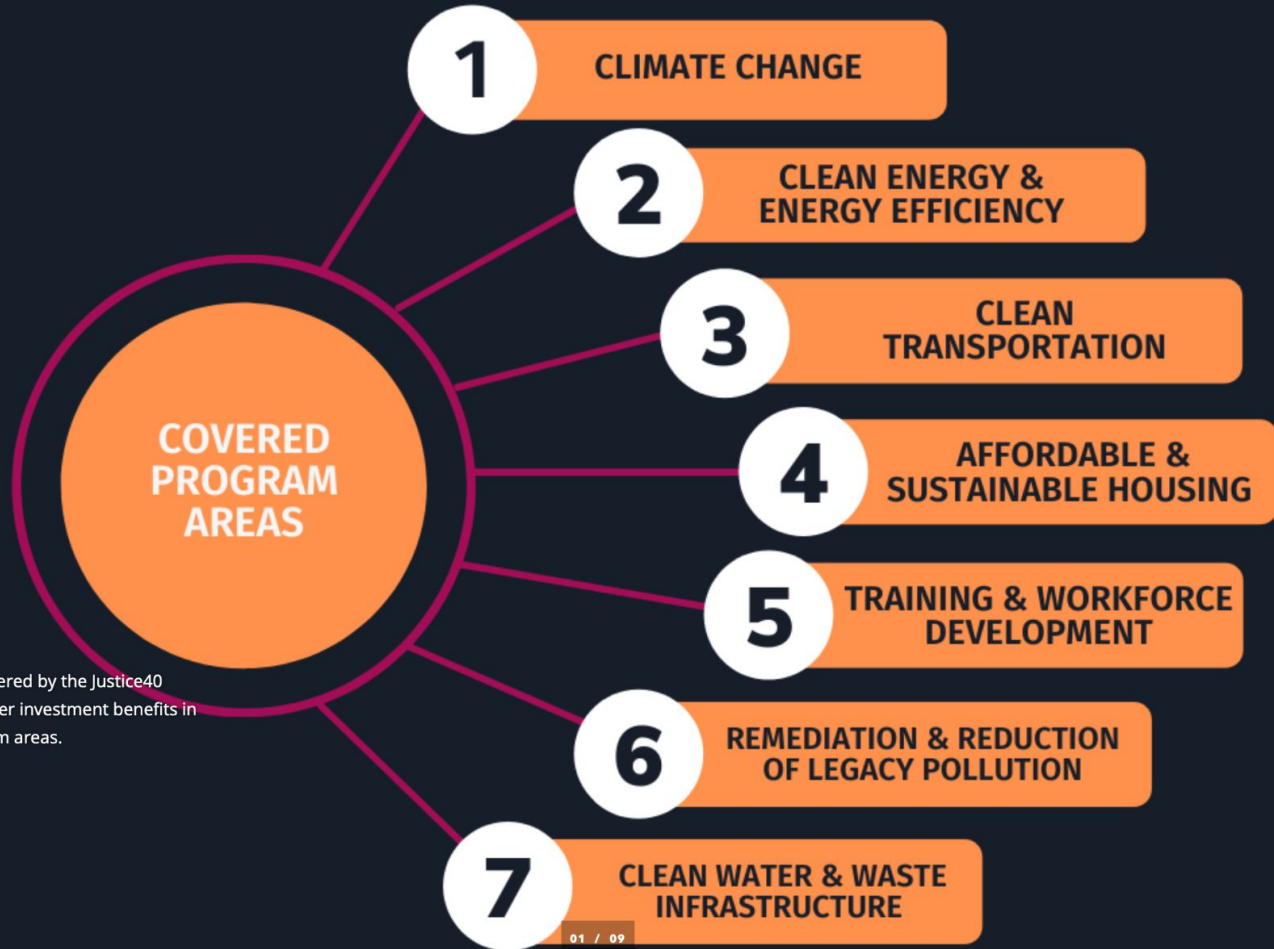 1
CLIMATE CHANGE
2
CLEAN ENERGY &
ENERGY EFFICIENCY
3
CLEAN
TRANSPORTATION
COVERED
PROGRAM
AREAS
4
AFFORDABLE &
SUSTAINABLE HOUSING
5
TRAINING & WORKFORCE
DEVELOPMENT
by the Justice40
investment benefits in
areas.
6
REMEDIATION & REDUCTION
OF LEGACY POLLUTION
7
CLEAN WATER & WASTE
INFRASTRUCTURE
01 / 09